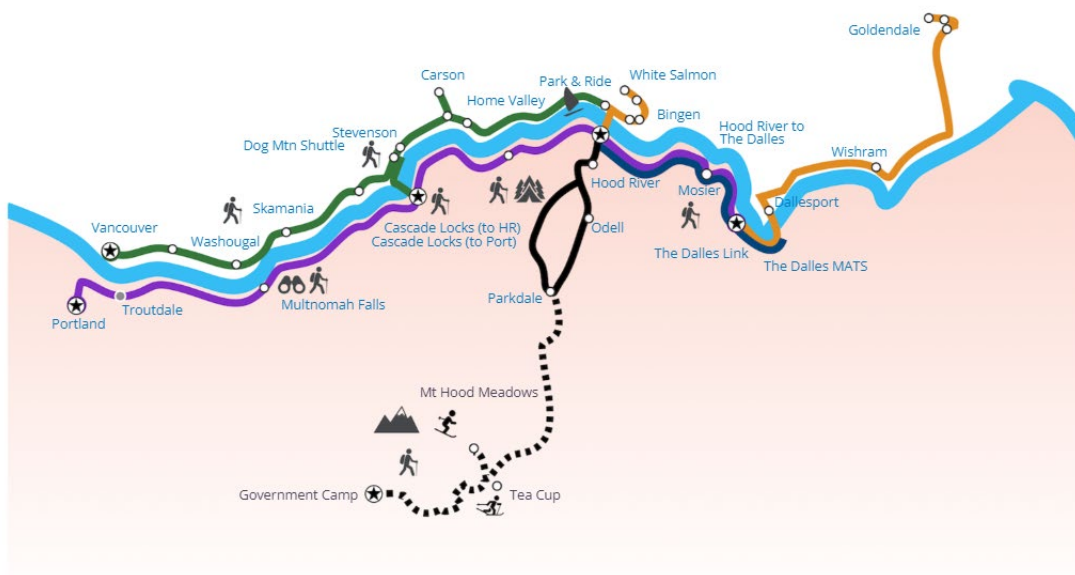 Goldendale
Carson
Park & Ride
White Salmon
Home Valley
Bingen
Stevenson
Hood River to
The Dalles
Dog Mtn Shuttle
Wishram
Hood River
Mosier
Skamania
Dallesport
Vancouver
Cascade Locks (to HR)
Odell
Washougal
Cascade Locks (to Port)
The Dalles Link
The Dalles MATS
Parkdale
Multnomah Falls
Troutdale
Portland
Mt Hood Meadows
Government Camp
Tea Cup